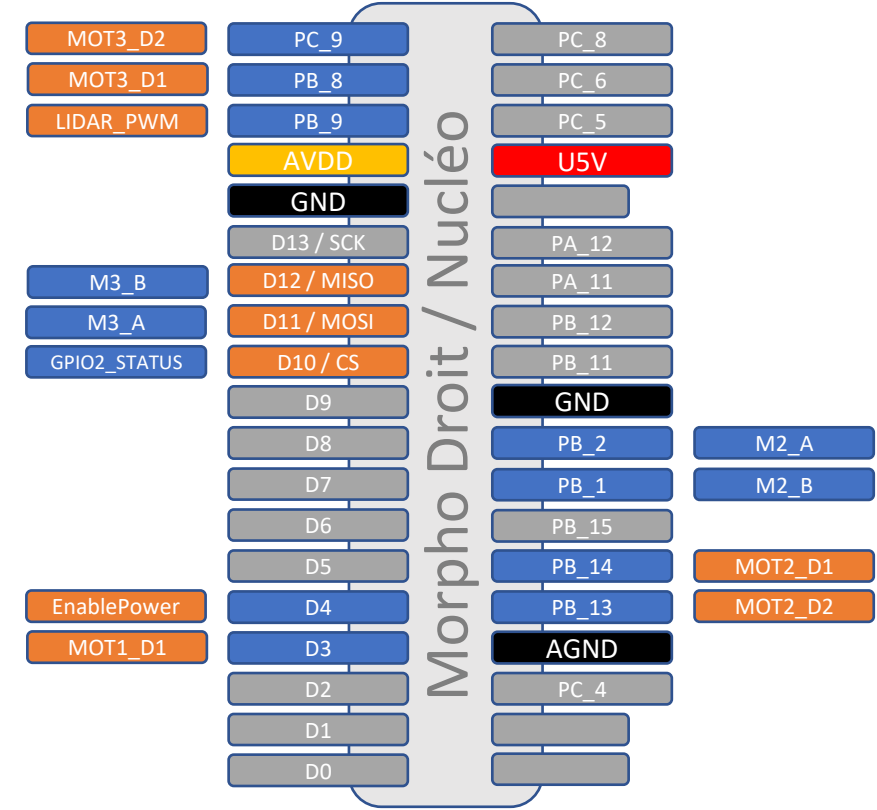 MOT3_D2 PC_9 PC_8
MOT3_D1 PB_8 PC_6
LIDAR_PWM PB_9 PC_5
AVDD U5V
GND
D13 / SCK PA_12
M3_B D12 / MISO PA_11
M3_A D11 / MOSI PB_12
GPIO2_STATUS D10 / CS PB_11
D9 GND
D8 PB_2 M2_A
D7 PB_1 M2_B
D6 PB_15
D5 PB_14 MOT2_D1
EnablePower D4 PB_13 MOT2_D2
MOT1_D1 D3 AGND
D2 PC_4
D1
D0
Morpho Droit / Nucléo